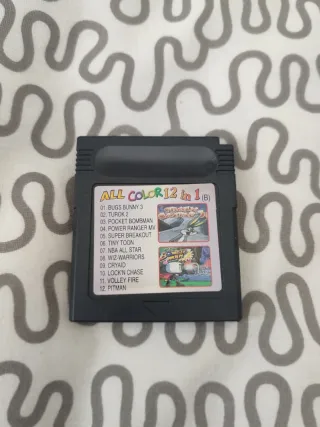 ALL COLOR 12 in 1 (B)
01. BUGS BUNNY 3
02. TUROK 2
03. POCKET BOMBMAN
04. POWER RANGER MV
05. SUPER BREAKOUT
06. TINY TOON
07. NBA ALL STAR
08. WIZ WARRIORS
09. CRYAID
10. LOCK'N CHASE
11. VOLLEY FIRE
12. PITMAN